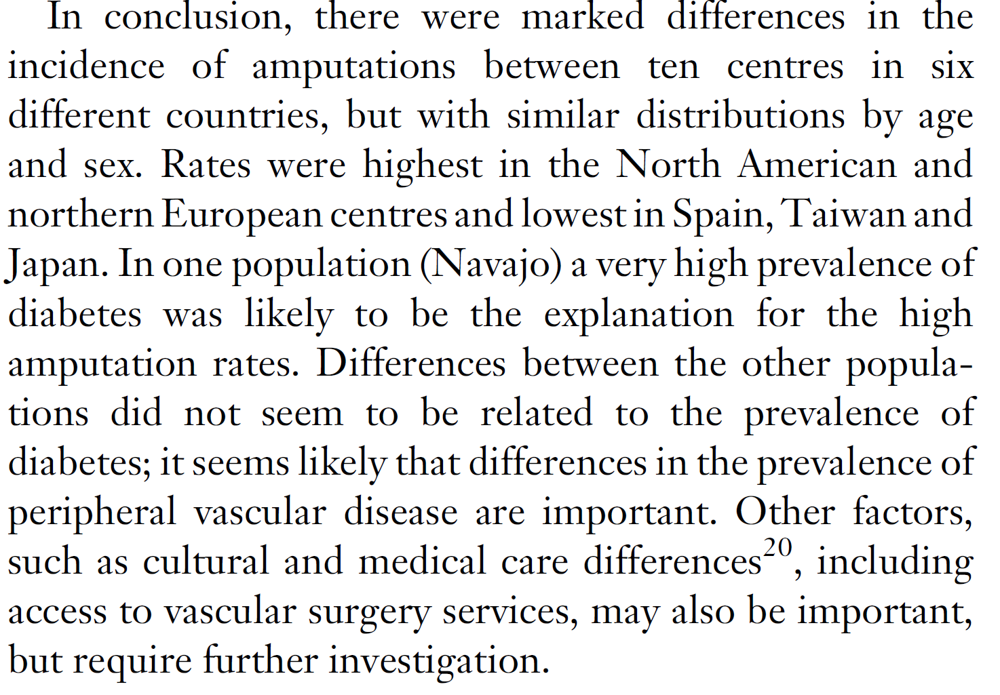 In conclusion, there were marked differences in the
incidence of amputations between ten centres in six
different countries, but with similar distributions by age
and sex. Rates were highest in the North American and
northern European centres and lowest in Spain, Taiwan and
Japan. In one population (Navajo) a very high prevalence of
diabetes was likely to be the explanation for the high
amputation rates. Differences between the other popula-
tions did not seem to be related to the prevalence of
diabetes; it seems likely that differences in the prevalence of
peripheral vascular disease are important. Other factors,
such as cultural and medical care differences²⁰, including
access to vascular surgery services, may also be important,
but require further investigation.